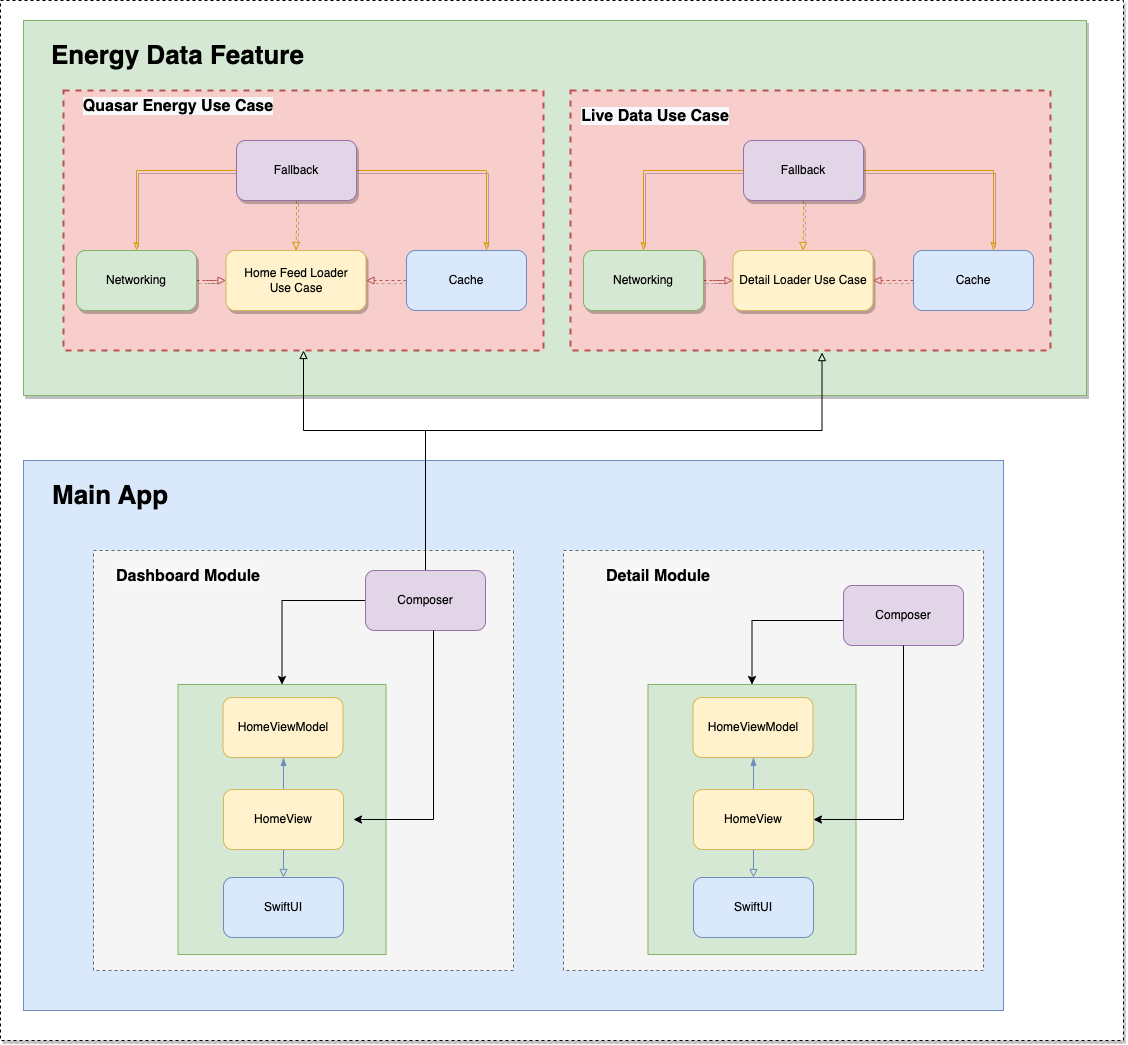 Energy Data Feature
Quasar Energy Use Case
Fallback
Networking
Home Feed Loader
Use Case
Cache
Live Data Use Case
Fallback
Networking
Detail Loader Use Case
Cache
Main App
Dashboard Module
Composer
HomeViewModel
HomeView
SwiftUI
Detail Module
Composer
HomeViewModel
HomeView
SwiftUI